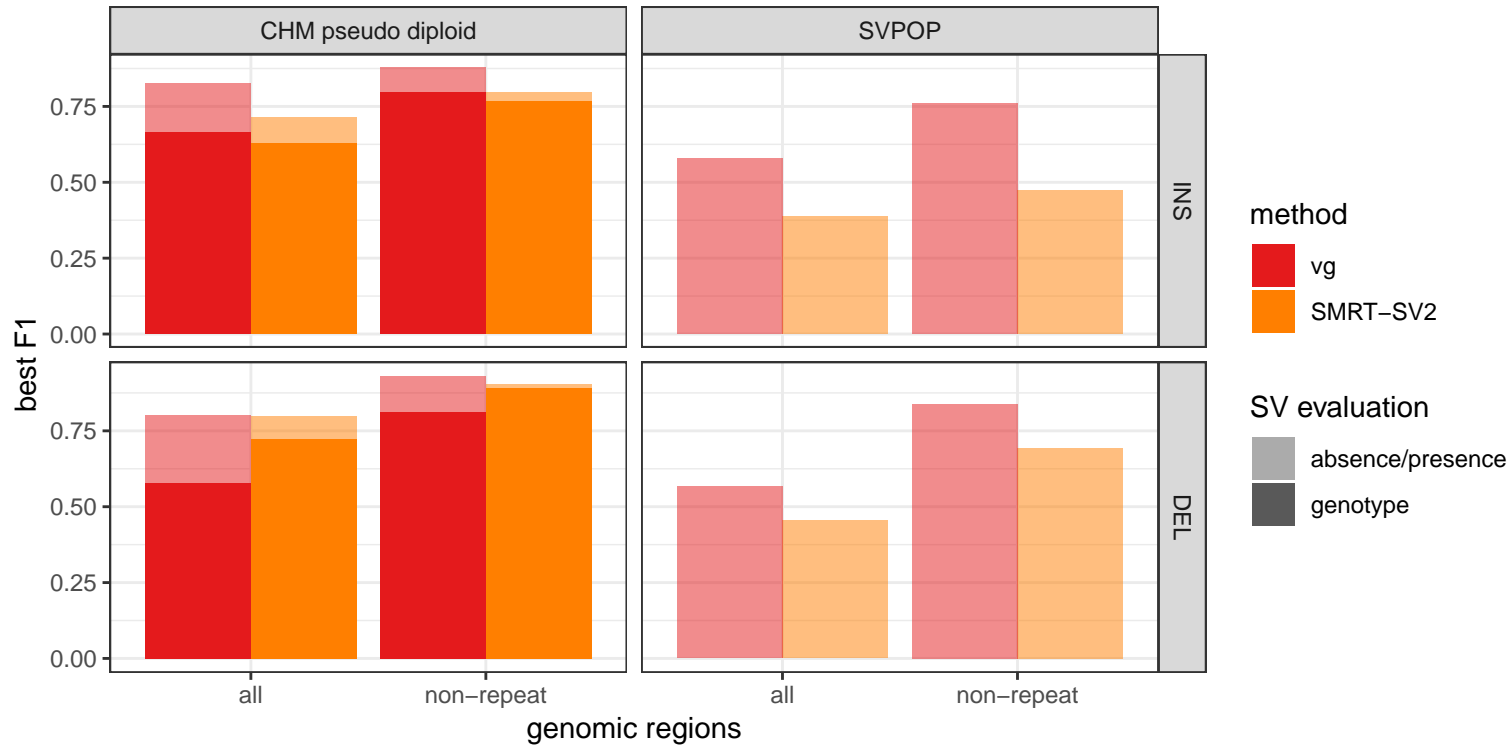 CHM pseudo diploid
SVPOP
0.75
0.50
0.25
0.00
INS
0.75
0.50
0.25
0.00
DEL
best F1
all
non−repeat
all
non−repeat
genomic regions
method
vg
SMRT−SV2
SV evaluation
absence/presence
genotype